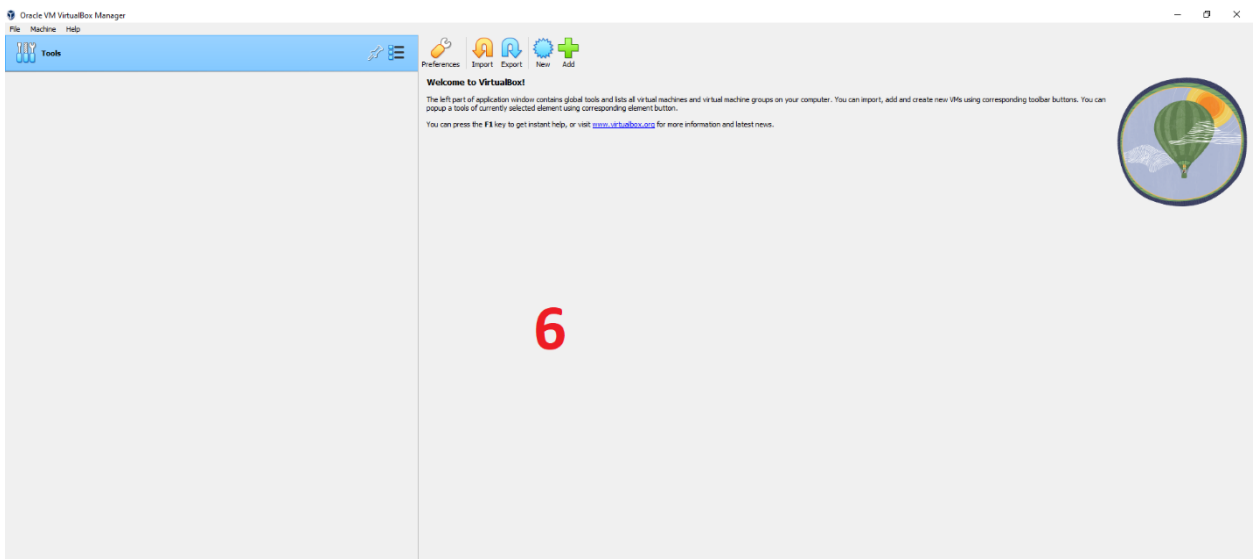 Oracle VM VirtualBox Manager
File Machine Help
Tools
Preferences Import Export New Add
Welcome to VirtualBox!
The left part of application window contains global tools and lists all virtual machines and virtual machine groups on your computer. You can import, add and create new VMs using corresponding toolbar buttons. You can
popup a tools of currently selected element using corresponding element button.
You can press the F1 key to get instant help, or visit www.virtualbox.org for more information and latest news.
6